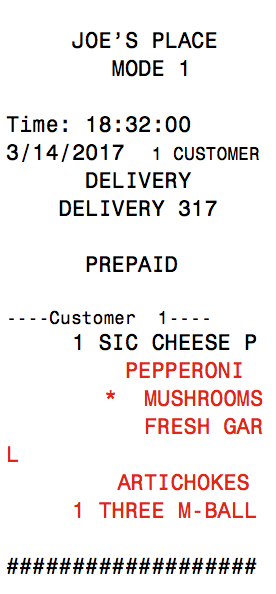 JOE'S PLACE
MODE 1
Time: 18:32:00
3/14/2017 1 CUSTOMER
DELIVERY
DELIVERY 317
PREPAID
----Customer 1----
1 SIC CHEESE P
PEPPERONI
* MUSHROOMS
FRESH GAR
L
ARTICHOKES
1 THREE M-BALL
###################